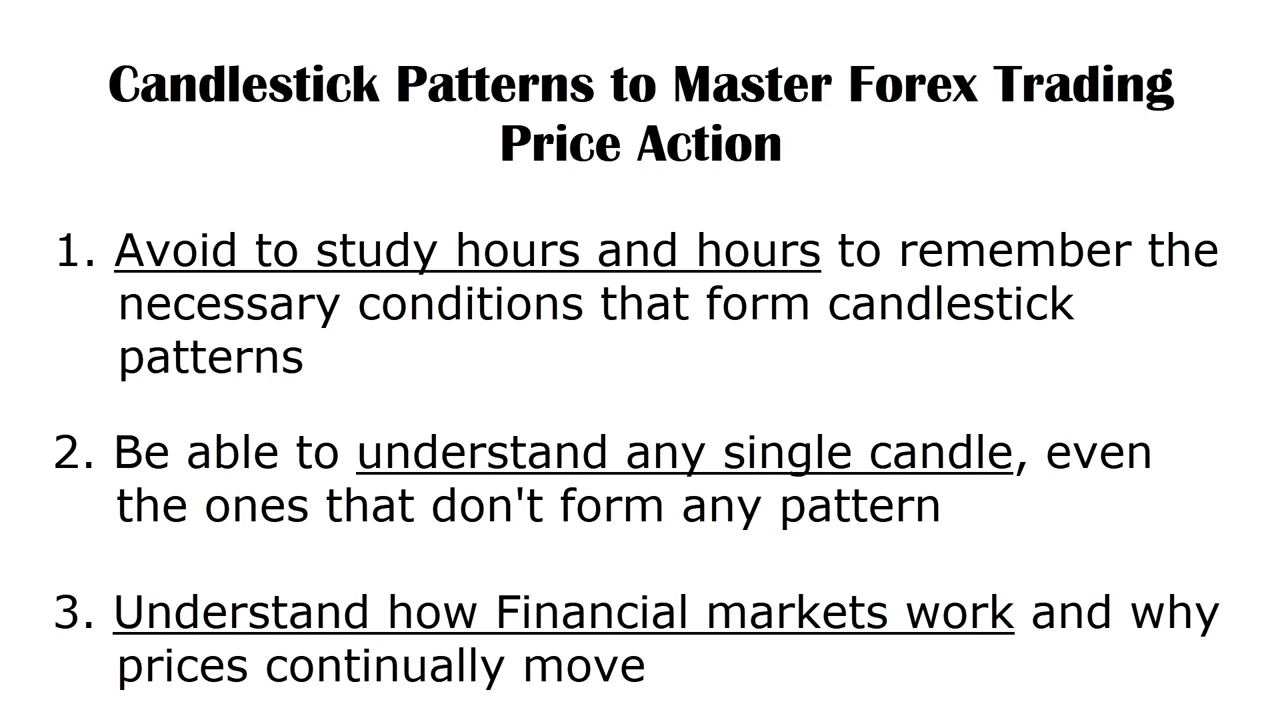 Candlestick Patterns to Master Forex Trading
Price Action
1. Avoid to study hours and hours to remember the
necessary conditions that form candlestick
patterns
2. Be able to understand any single candle, even
the ones that don't form any pattern
3. Understand how Financial markets work and why
prices continually move